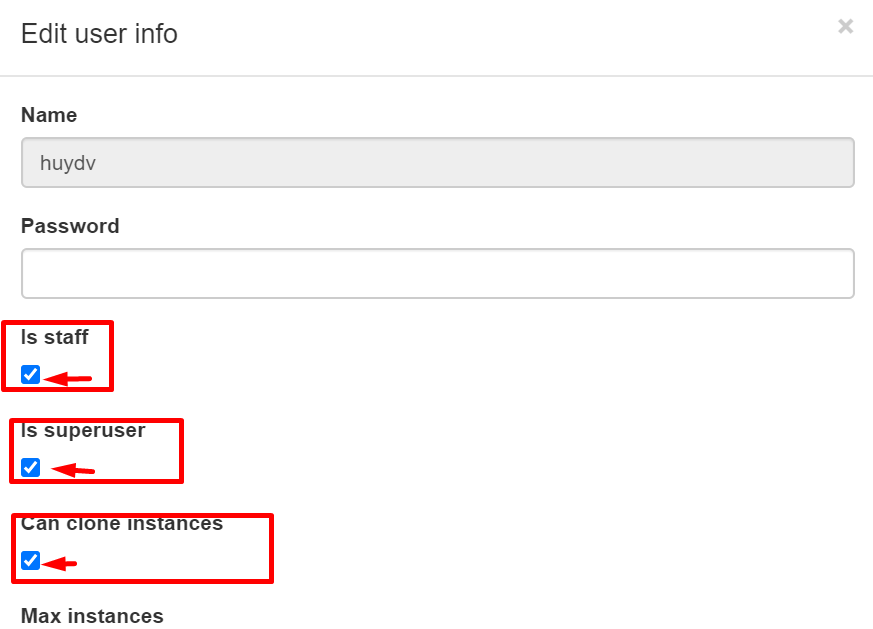 Edit user info
×
Name
huydv
Password
Is staff
Is superuser
Can clone instances
Max instances